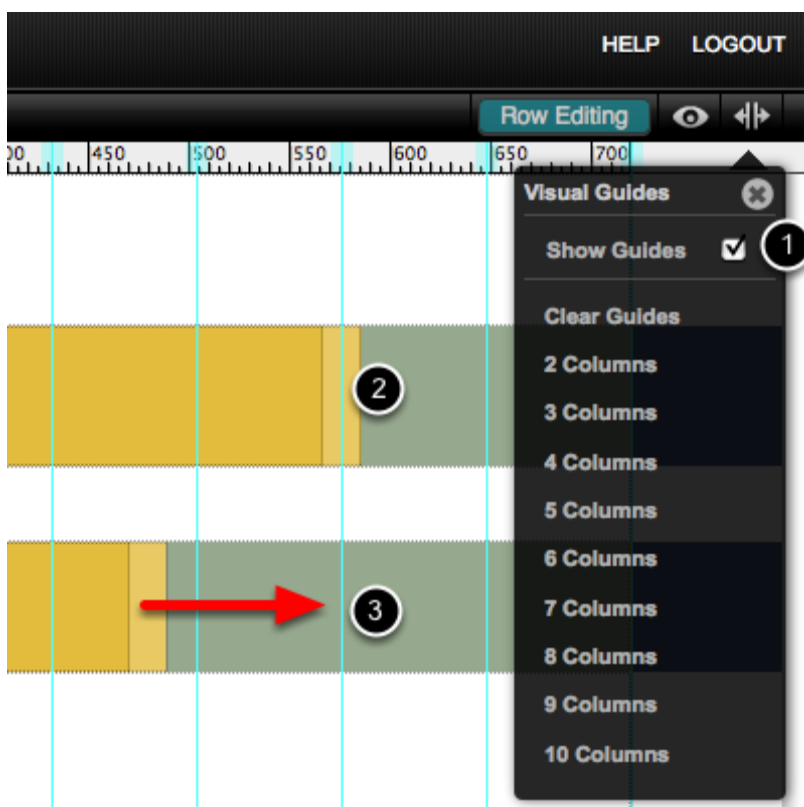 HELP LOGOUT
Row Editing
00 450 500 550 600 650 700
Visual Guides
Show Guides 1
Clear Guides
2 Columns
2
3 Columns
4 Columns
5 Columns
6 Columns
7 Columns
3
8 Columns
9 Columns
10 Columns